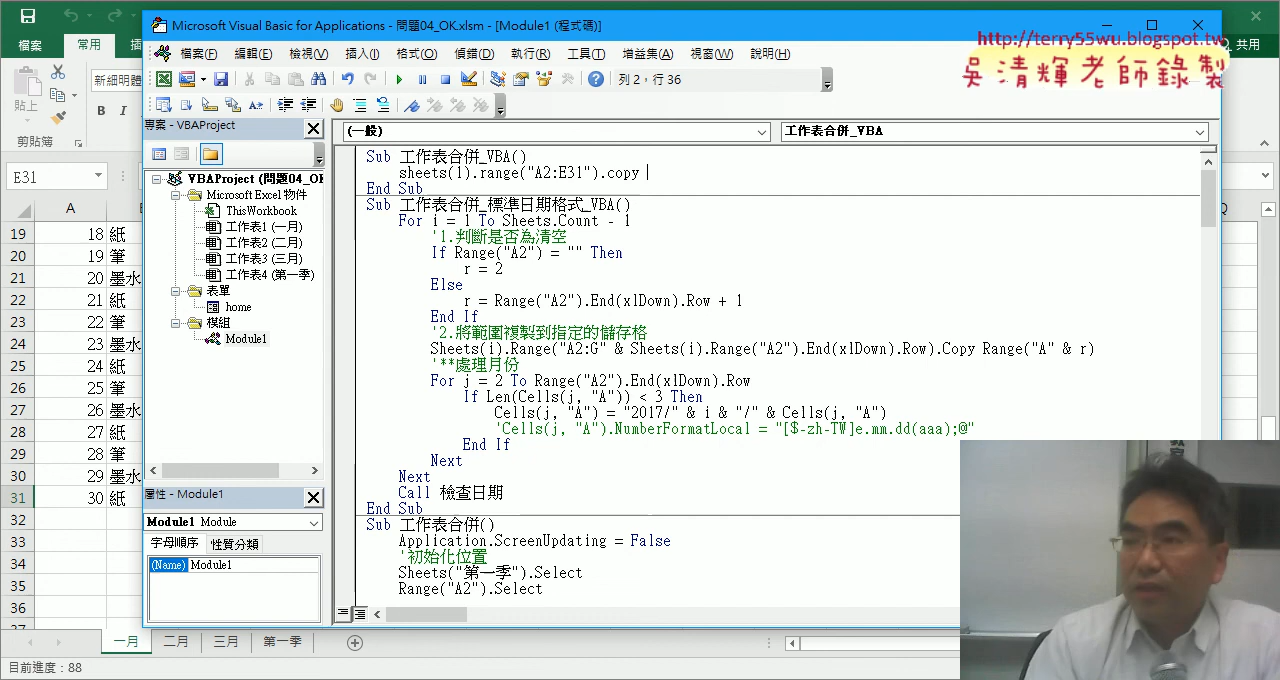 Microsoft Visual Basic for Applications - 問題04_OK.xlsm - [Module1 (程式碼)]
http://terry55wu.blogspot.tw
吳清輝老師錄製
檔案 常用 插 共用
檔案(F) 編輯(E) 檢視(V) 插入(I) 格式(O) 偵錯(D) 執行(R) 工具(T) 增益集(A) 視窗(W) 說明(H)
列 2，行 36
新細明體
貼上
B I
剪貼簿
專案 - VBAProject
(一般)
工作表合併_VBA
E31
VBAProject (問題04_OK
Microsoft Excel 物件
ThisWorkbook
工作表1 (一月)
工作表2 (二月)
工作表3 (三月)
工作表4 (第一季)
表單
home
模組
Module1
屬性 - Module1
Module1 Module
字母順序 性質分類
(Name) Module1
Sub 工作表合併_VBA()
sheets(1).range("A2:E31").copy
End Sub
Sub 工作表合併_標準日期格式_VBA()
For i = 1 To Sheets.Count - 1
'1.判斷是否為清空
If Range("A2") = "" Then
r = 2
Else
r = Range("A2").End(xlDown).Row + 1
End If
'2.將範圍複製到指定的儲存格
Sheets(i).Range("A2:G" & Sheets(i).Range("A2").End(xlDown).Row).Copy Range("A" & r)
'**處理月份
For j = 2 To Range("A2").End(xlDown).Row
If Len(Cells(j, "A")) < 3 Then
Cells(j, "A") = "2017/" & i & "/" & Cells(j, "A")
'Cells(j, "A").NumberFormatLocal = "[$-zh-TW]e.mm.dd(aaa);@"
End If
Next
Next
Call 檢查日期
End Sub
Sub 工作表合併()
Application.ScreenUpdating = False
'初始化位置
Sheets("第一季").Select
Range("A2").Select
A
19 18 紙
20 19 筆
21 20 墨水
22 21 紙
23 22 筆
24 23 墨水
25 24 紙
26 25 筆
27 26 墨水
28 27 紙
29 28 筆
30 29 墨水
31 30 紙
32
33
34
35
36
一月 二月 三月 第一季
目前進度：88